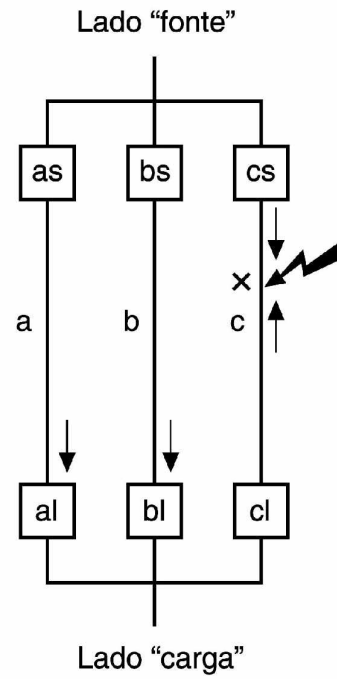 Lado “fonte”
as bs cs
×
a b c
al bl cl
Lado “carga”